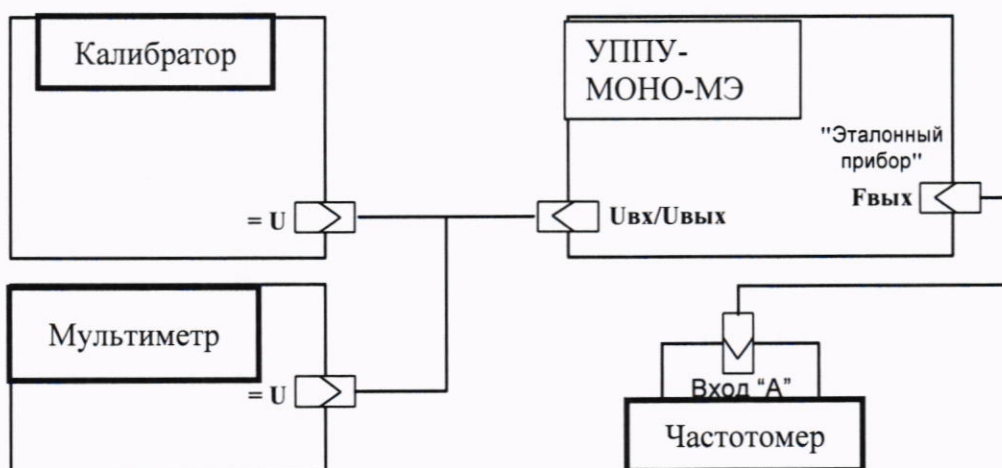 Калибратор
УППУ-
МОНО-МЭ
"Эталонный
прибор"
Fвых
= U
Uвх/Uвых
Мультиметр
= U
Вход "А"
Частотомер